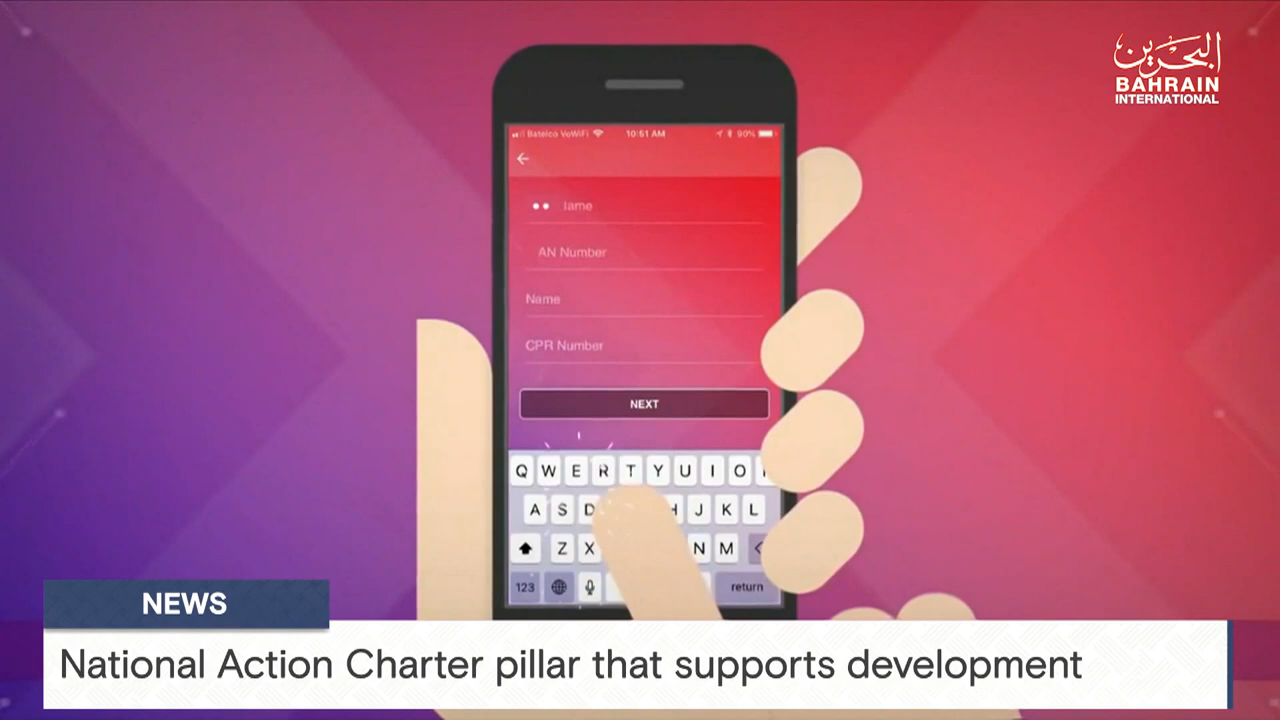 البحرين
BAHRAIN
INTERNATIONAL
Batelco VoWiFi 10:51 AM 90%
lame
AN Number
Name
CPR Number
NEXT
Q W E R T Y U I O
A S D H J K L
Z X N M
123 return
NEWS
National Action Charter pillar that supports development